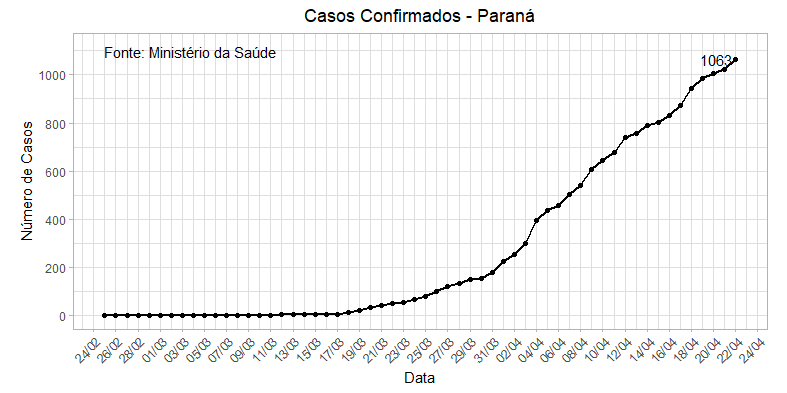 Casos Confirmados - Paraná
Fonte: Ministério da Saúde
1063
Número de Casos
1000
800
600
400
200
0
24/02 26/02 28/02 01/03 03/03 05/03 07/03 09/03 11/03 13/03 15/03 17/03 19/03 21/03 23/03 25/03 27/03 29/03 31/03 02/04 04/04 06/04 08/04 10/04 12/04 14/04 16/04 18/04 20/04 22/04 24/04
Data